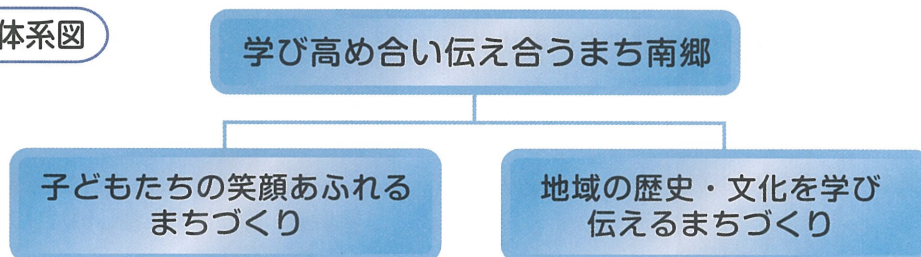 体系図
学び高め合い伝え合うまち南郷
子どもたちの笑顔あふれる
まちづくり
地域の歴史・文化を学び
伝えるまちづくり